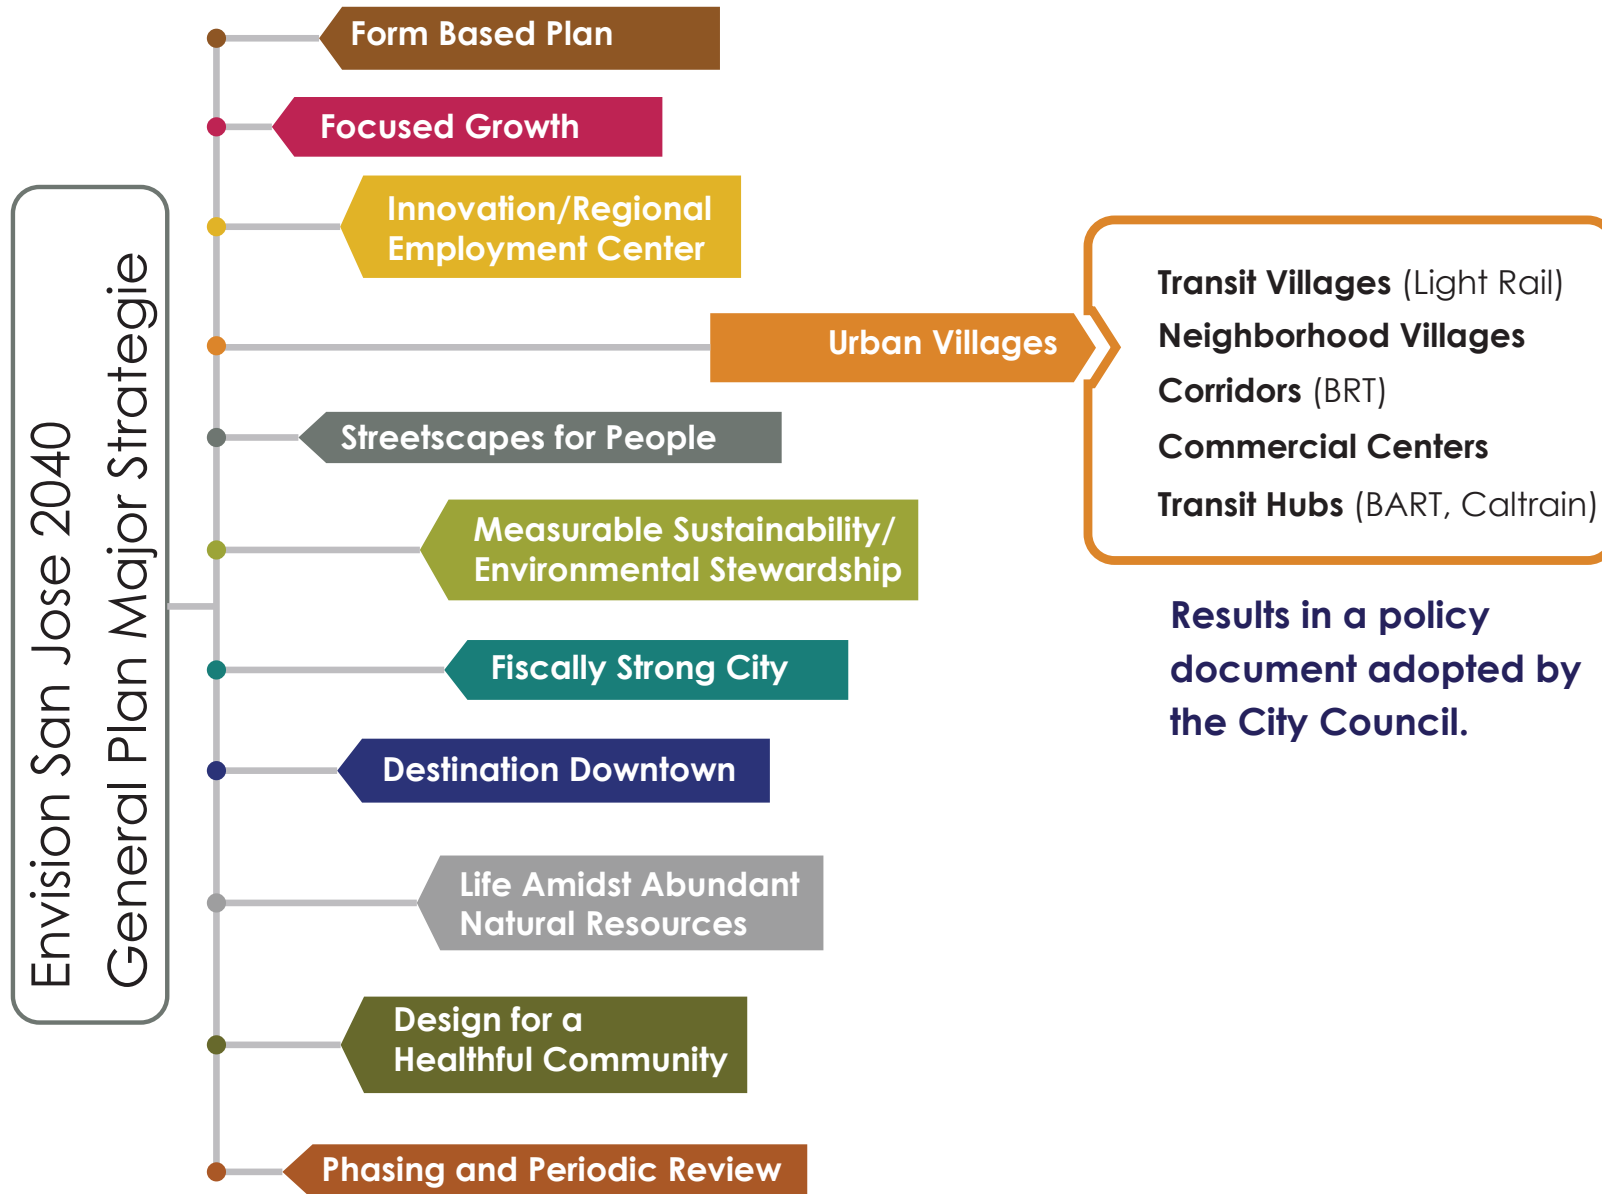 Envision San Jose 2040
General Plan Major Strategie
Form Based Plan
Focused Growth
Innovation/Regional
Employment Center
Urban Villages
Streetscapes for People
Measurable Sustainability/
Environmental Stewardship
Fiscally Strong City
Destination Downtown
Life Amidst Abundant
Natural Resources
Design for a
Healthful Community
Phasing and Periodic Review
Transit Villages (Light Rail)
Neighborhood Villages
Corridors (BRT)
Commercial Centers
Transit Hubs (BART, Caltrain)
Results in a policy
document adopted by
the City Council.